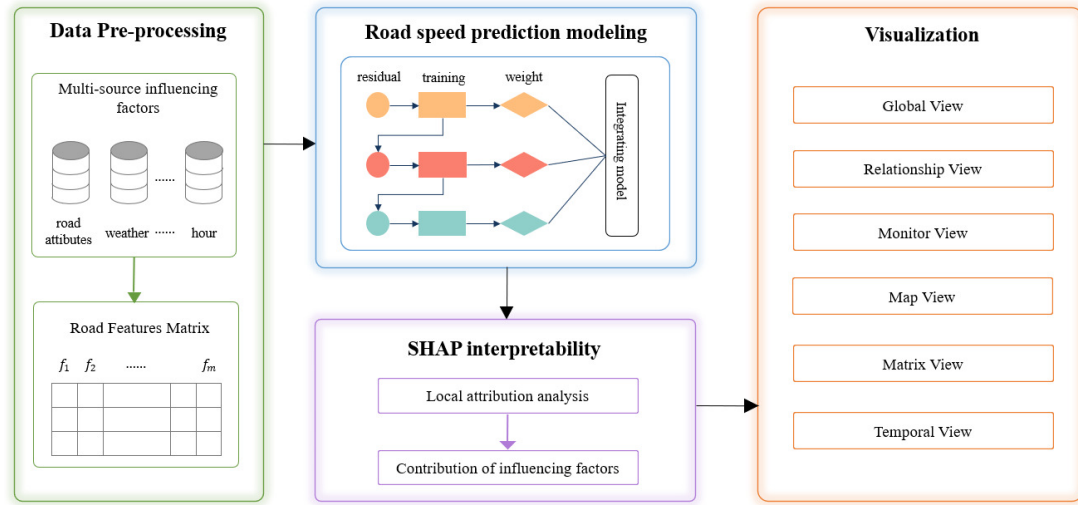 Data Pre-processing
Multi-source influencing
factors
road
attibutes
weather
......
......
hour
Road Features Matrix
f₁ f₂ ...... fₘ
Road speed prediction modeling
residual training weight
Integrating model
SHAP interpretability
Local attribution analysis
Contribution of influencing factors
Visualization
Global View
Relationship View
Monitor View
Map View
Matrix View
Temporal View